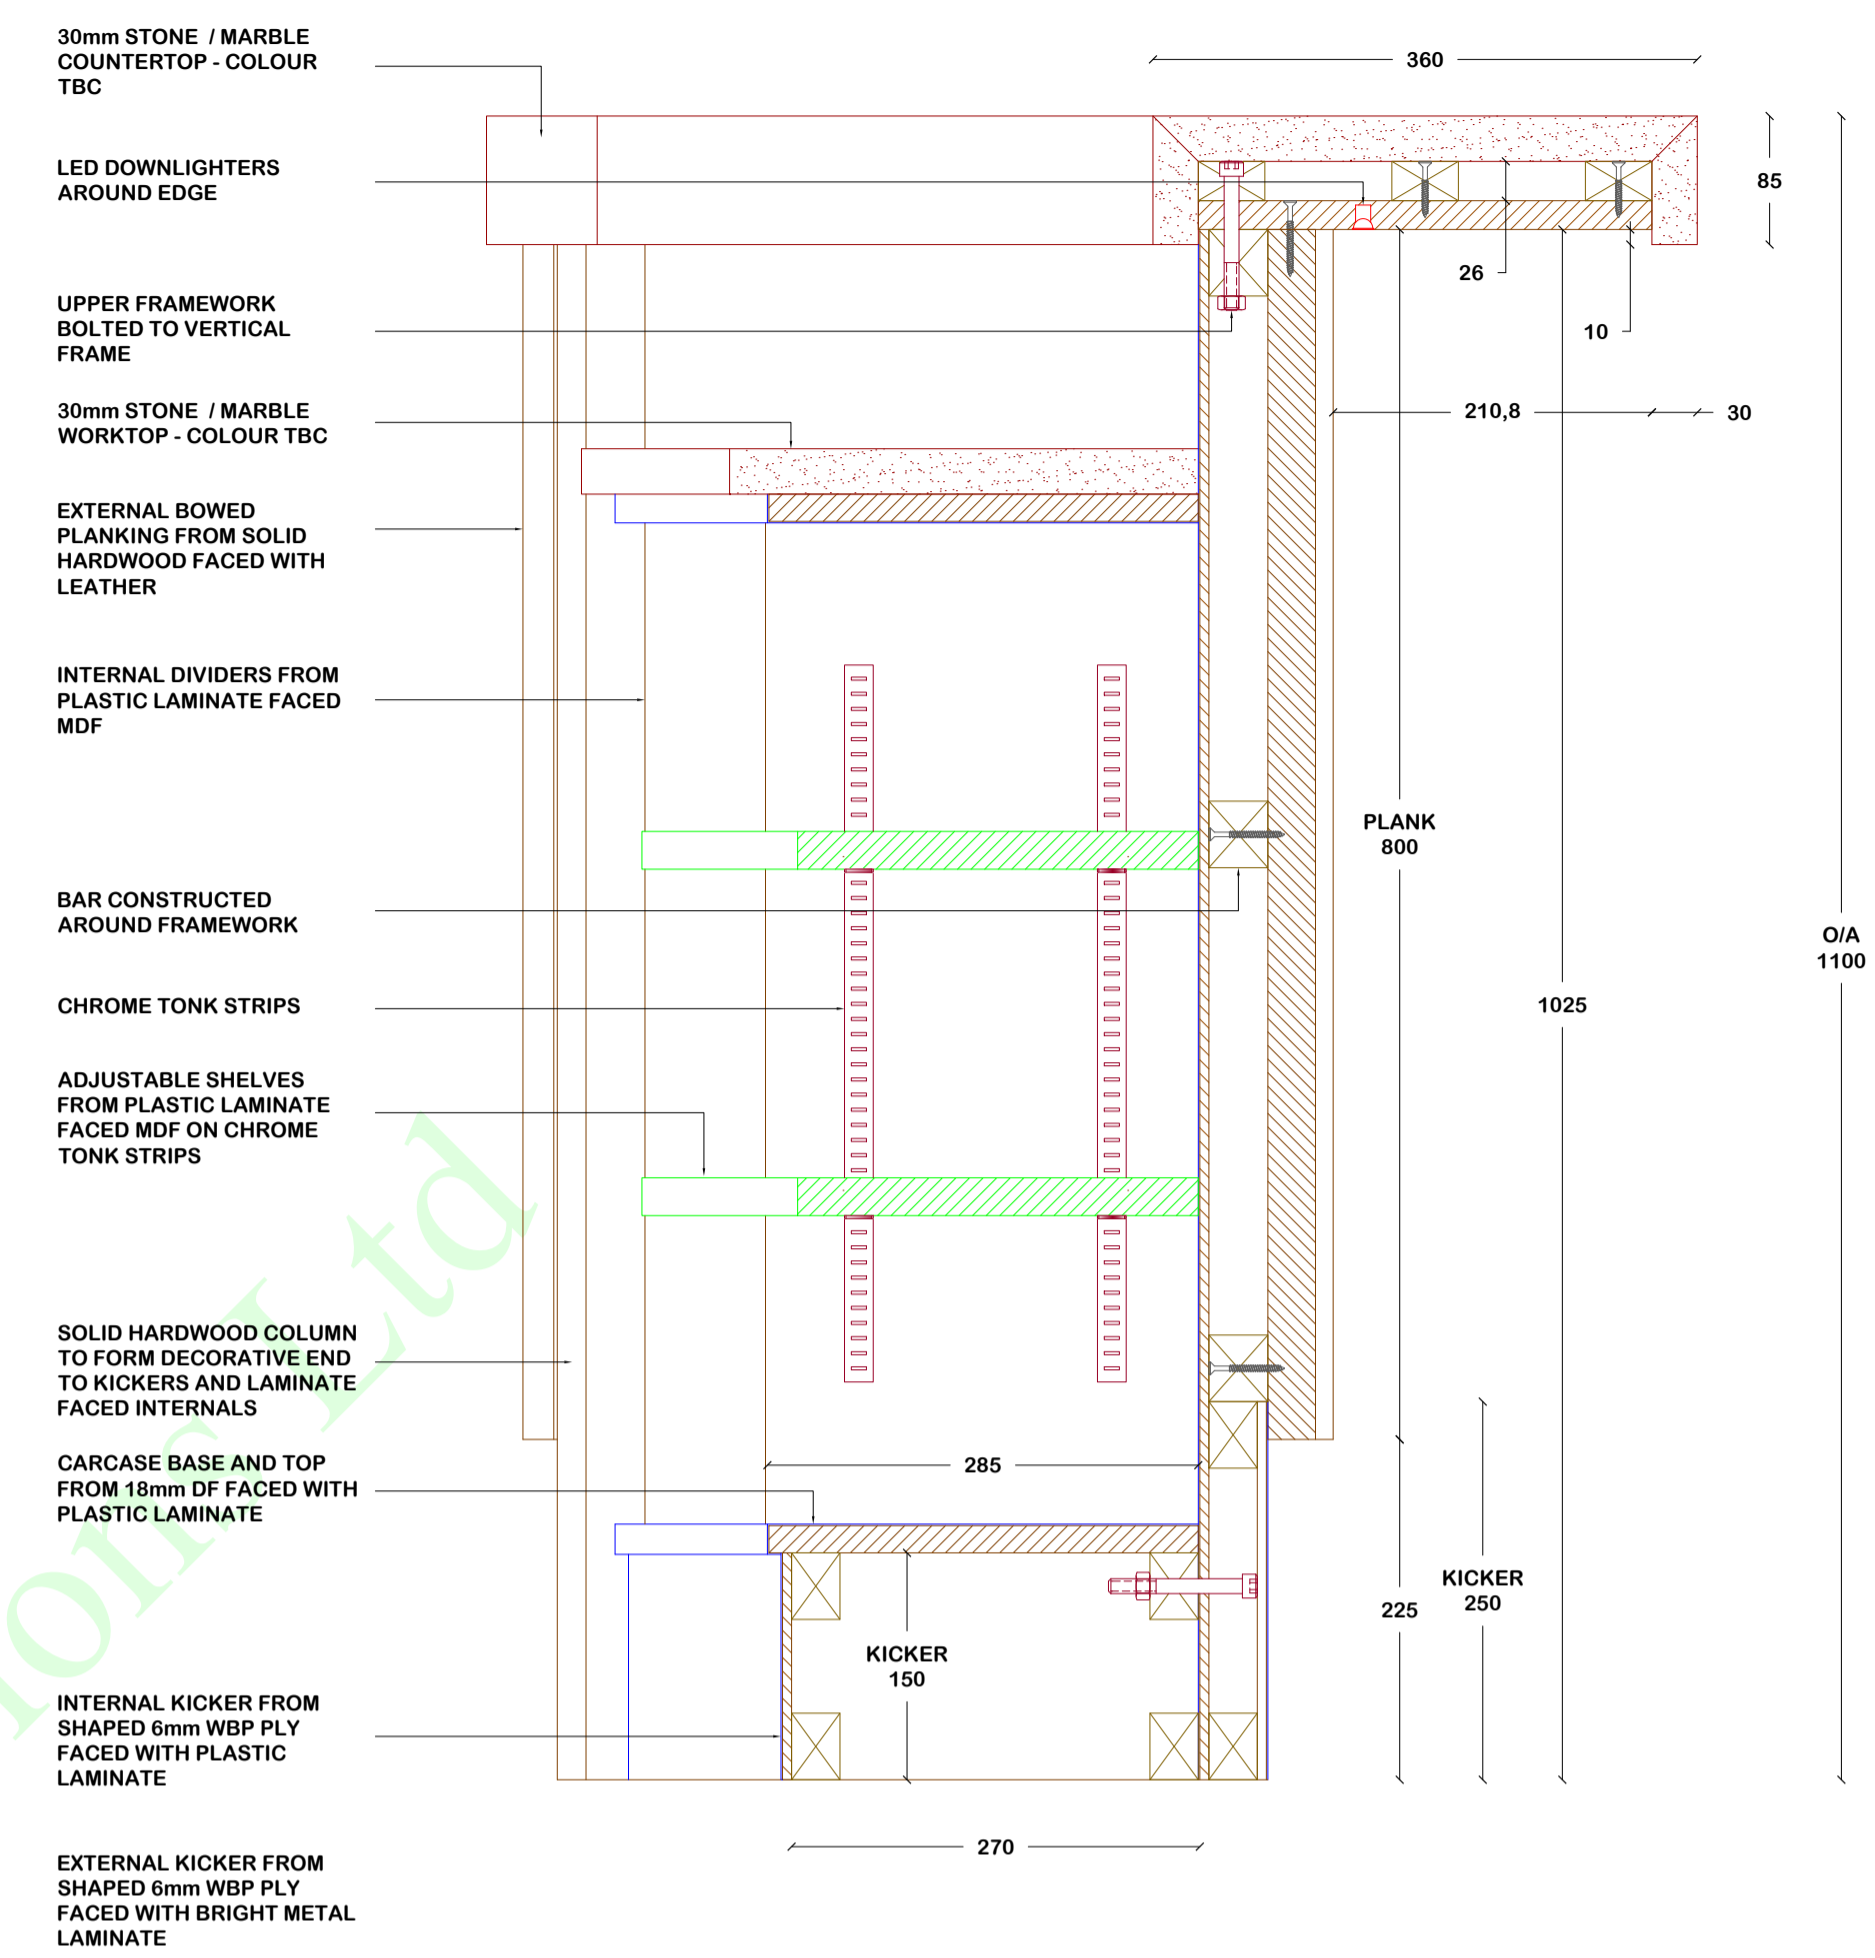 30mm STONE / MARBLE
COUNTERTOP - COLOUR
TBC
LED DOWNLIGHTERS
AROUND EDGE
UPPER FRAMEWORK
BOLTED TO VERTICAL
FRAME
30mm STONE / MARBLE
WORKTOP - COLOUR TBC
EXTERNAL BOWED
PLANKING FROM SOLID
HARDWOOD FACED WITH
LEATHER
INTERNAL DIVIDERS FROM
PLASTIC LAMINATE FACED
MDF
BAR CONSTRUCTED
AROUND FRAMEWORK
CHROME TONK STRIPS
ADJUSTABLE SHELVES
FROM PLASTIC LAMINATE
FACED MDF ON CHROME
TONK STRIPS
SOLID HARDWOOD COLUMN
TO FORM DECORATIVE END
TO KICKERS AND LAMINATE
FACED INTERNALS
CARCASE BASE AND TOP
FROM 18mm DF FACED WITH
PLASTIC LAMINATE
INTERNAL KICKER FROM
SHAPED 6mm WBP PLY
FACED WITH PLASTIC
LAMINATE
EXTERNAL KICKER FROM
SHAPED 6mm WBP PLY
FACED WITH BRIGHT METAL
LAMINATE
360
85
26
10
210,8
30
PLANK
800
O/A
1100
1025
285
KICKER
250
225
KICKER
150
270
ions Ltd